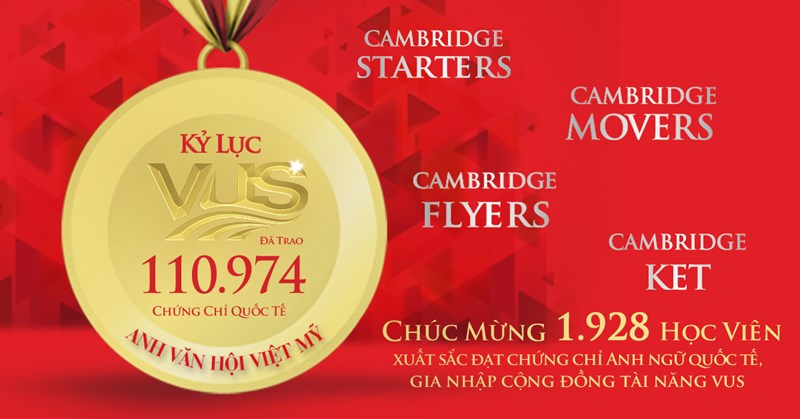 KỶ LỤC
VUS
ĐÃ TRAO
110.974
CHỨNG CHỈ QUỐC TẾ
ANH VĂN HỘI VIỆT MỸ
CAMBRIDGE
STARTERS
CAMBRIDGE
MOVERS
CAMBRIDGE
FLYERS
CAMBRIDGE
KET
CHÚC MỪNG 1.928 HỌC VIÊN
XUẤT SẮC ĐẠT CHỨNG CHỈ ANH NGỮ QUỐC TẾ,
GIA NHẬP CỘNG ĐỒNG TÀI NĂNG VUS